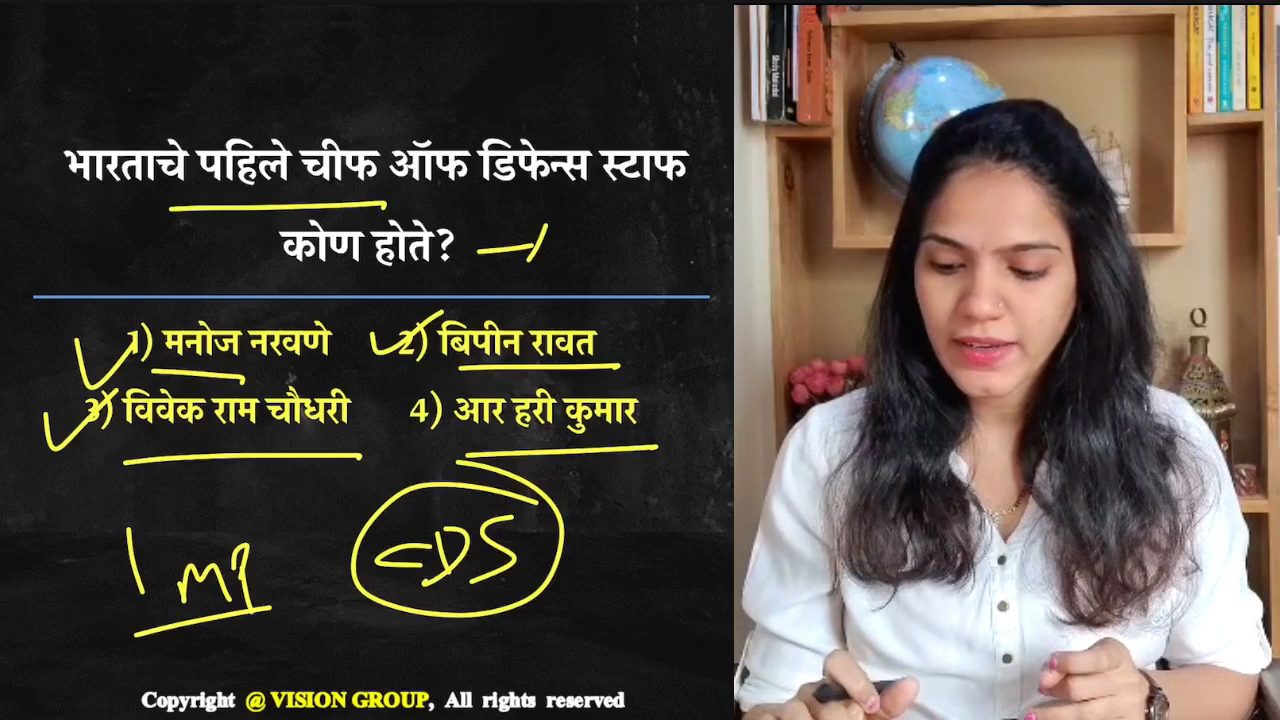 भारताचे पहिले चीफ ऑफ डिफेन्स स्टाफ
कोण होते?
1) मनोज नरवणे 2) बिपीन रावत
3) विवेक राम चौधरी 4) आर हरी कुमार
Imp CDS
Copyright @ VISION GROUP, All rights reserved